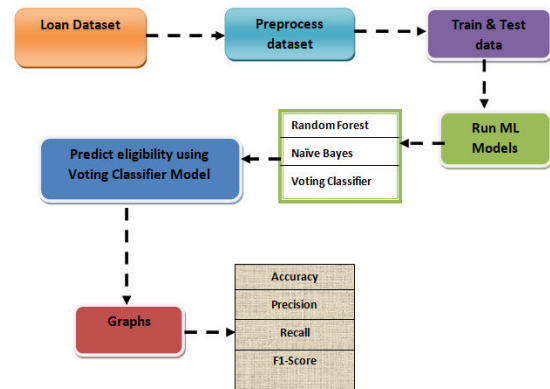 Loan Dataset
Preprocess
dataset
Train & Test
data
Run ML
Models
Random Forest
Naïve Bayes
Voting Classifier
Predict eligibility using
Voting Classifier Model
Graphs
Accuracy
Precision
Recall
F1-Score